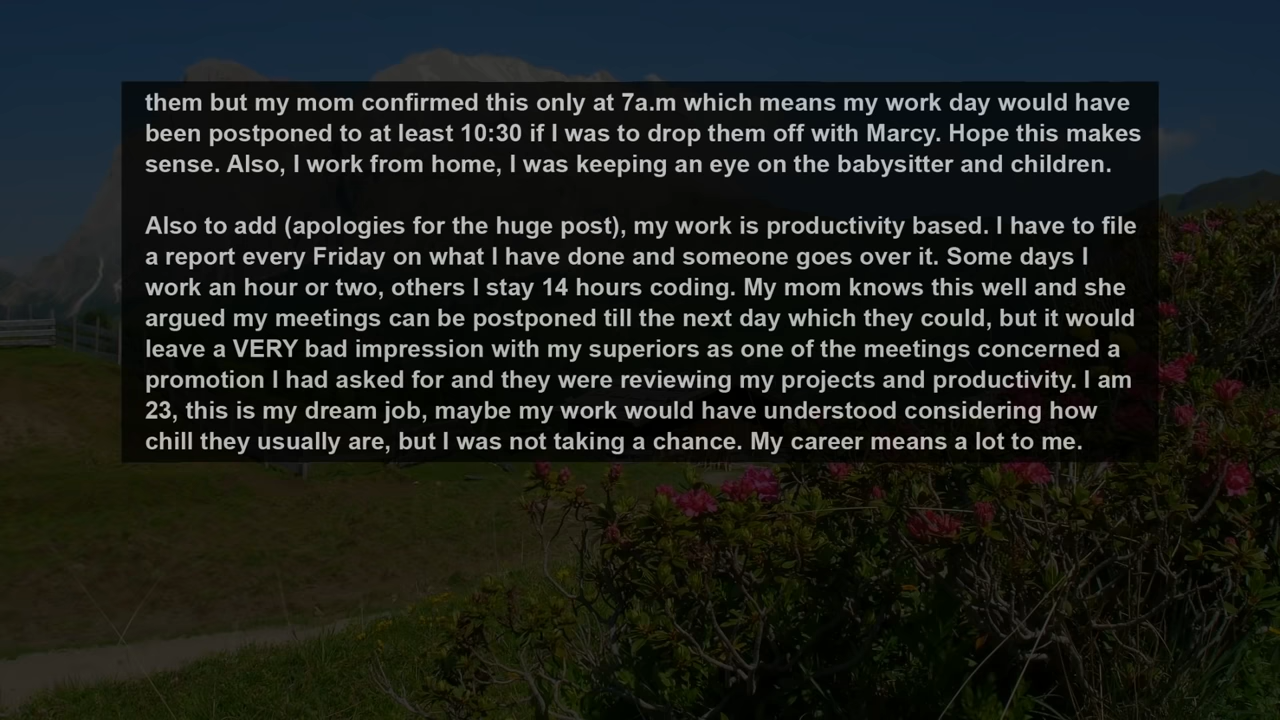 them but my mom confirmed this only at 7a.m which means my work day would have
been postponed to at least 10:30 if I was to drop them off with Marcy. Hope this makes
sense. Also, I work from home, I was keeping an eye on the babysitter and children.
Also to add (apologies for the huge post), my work is productivity based. I have to file
a report every Friday on what I have done and someone goes over it. Some days I
work an hour or two, others I stay 14 hours coding. My mom knows this well and she
argued my meetings can be postponed till the next day which they could, but it would
leave a VERY bad impression with my superiors as one of the meetings concerned a
promotion I had asked for and they were reviewing my projects and productivity. I am
23, this is my dream job, maybe my work would have understood considering how
chill they usually are, but I was not taking a chance. My career means a lot to me.